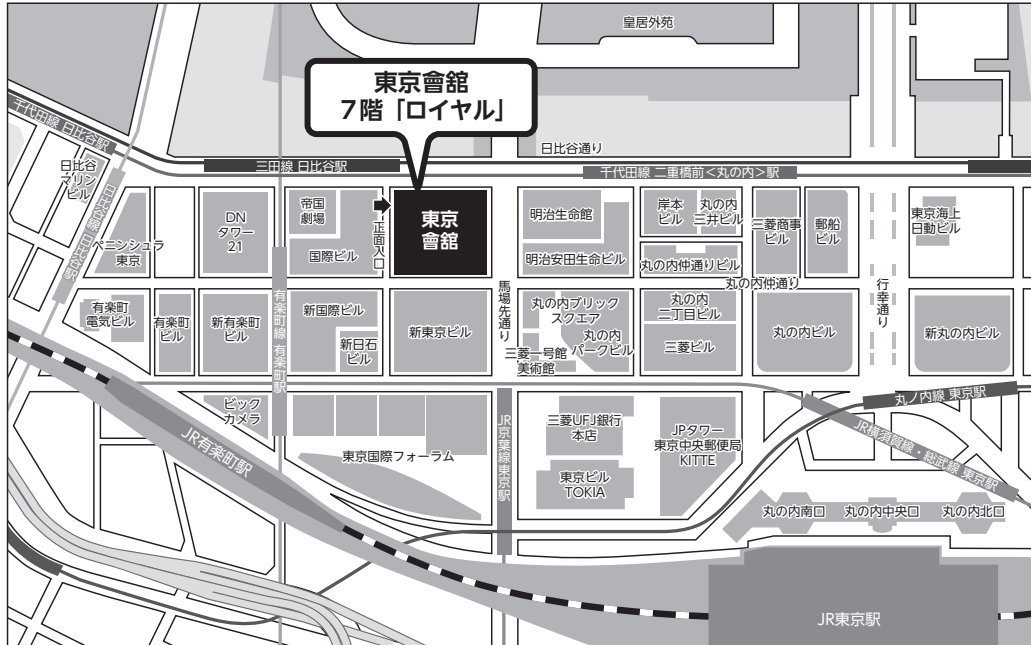 皇居外苑
東京會舘
7階「ロイヤル」
日比谷通り
千代田線 日比谷駅
三田線 日比谷駅
千代田線 二重橋前<丸の内>駅
日比谷
マリン
ビル
日比谷線 日比谷駅
ペニンシュラ
東京
DN
タワー
21
帝国
劇場
国際ビル
正面入口
東京
會舘
明治生命館
明治安田生命ビル
岸本
ビル
丸の内
三井ビル
丸の内仲通りビル
三菱商事
ビル
郵船
ビル
東京海上
日動ビル
丸の内仲通り
行幸通り
馬場先通り
有楽町
電気ビル
有楽町
ビル
新有楽町
ビル
有楽町線 有楽町駅
新国際ビル
新日石
ビル
新東京ビル
丸の内ブリック
スクエア
丸の内
パークビル
三菱一号館
美術館
丸の内
二丁目ビル
三菱ビル
丸の内ビル
新丸の内ビル
丸ノ内線 東京駅
JR横須賀線・総武線 東京駅
ビック
カメラ
JR有楽町駅
東京国際フォーラム
JR京葉線東京駅
三菱UFJ銀行
本店
東京ビル
TOKIA
JPタワー
東京中央郵便局
KITTE
丸の内南口
丸の内中央口
丸の内北口
JR東京駅